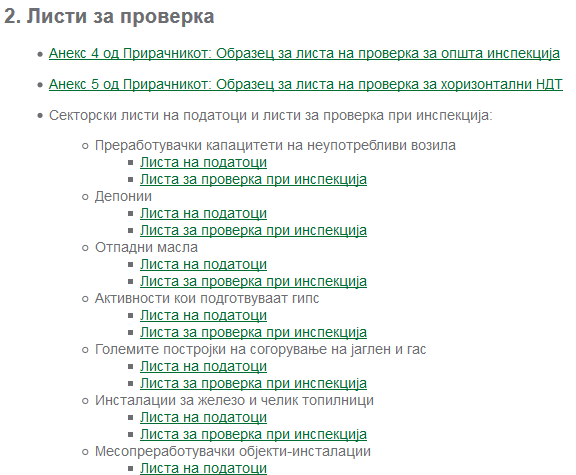 2. Листи за проверка
Анекс 4 од Прирачникот: Образец за листа на проверка за општа инспекција
Анекс 5 од Прирачникот: Образец за листа на проверка за хоризонтални НДТ
Секторски листи на податоци и листи за проверка при инспекција:
Преработувачки капацитети на неупотребливи возила
Листа на податоци
Листа за проверка при инспекција
Депонии
Листа на податоци
Листа за проверка при инспекција
Отпадни масла
Листа на податоци
Листа за проверка при инспекција
Активности кои подготвуваат гипс
Листа на податоци
Листа за проверка при инспекција
Големите постројки на согорување на јаглен и гас
Листа на податоци
Листа за проверка при инспекција
Инсталации за железо и челик топилници
Листа на податоци
Листа за проверка при инспекција
Месопреработувачки објекти-инсталации
Листа на податоци